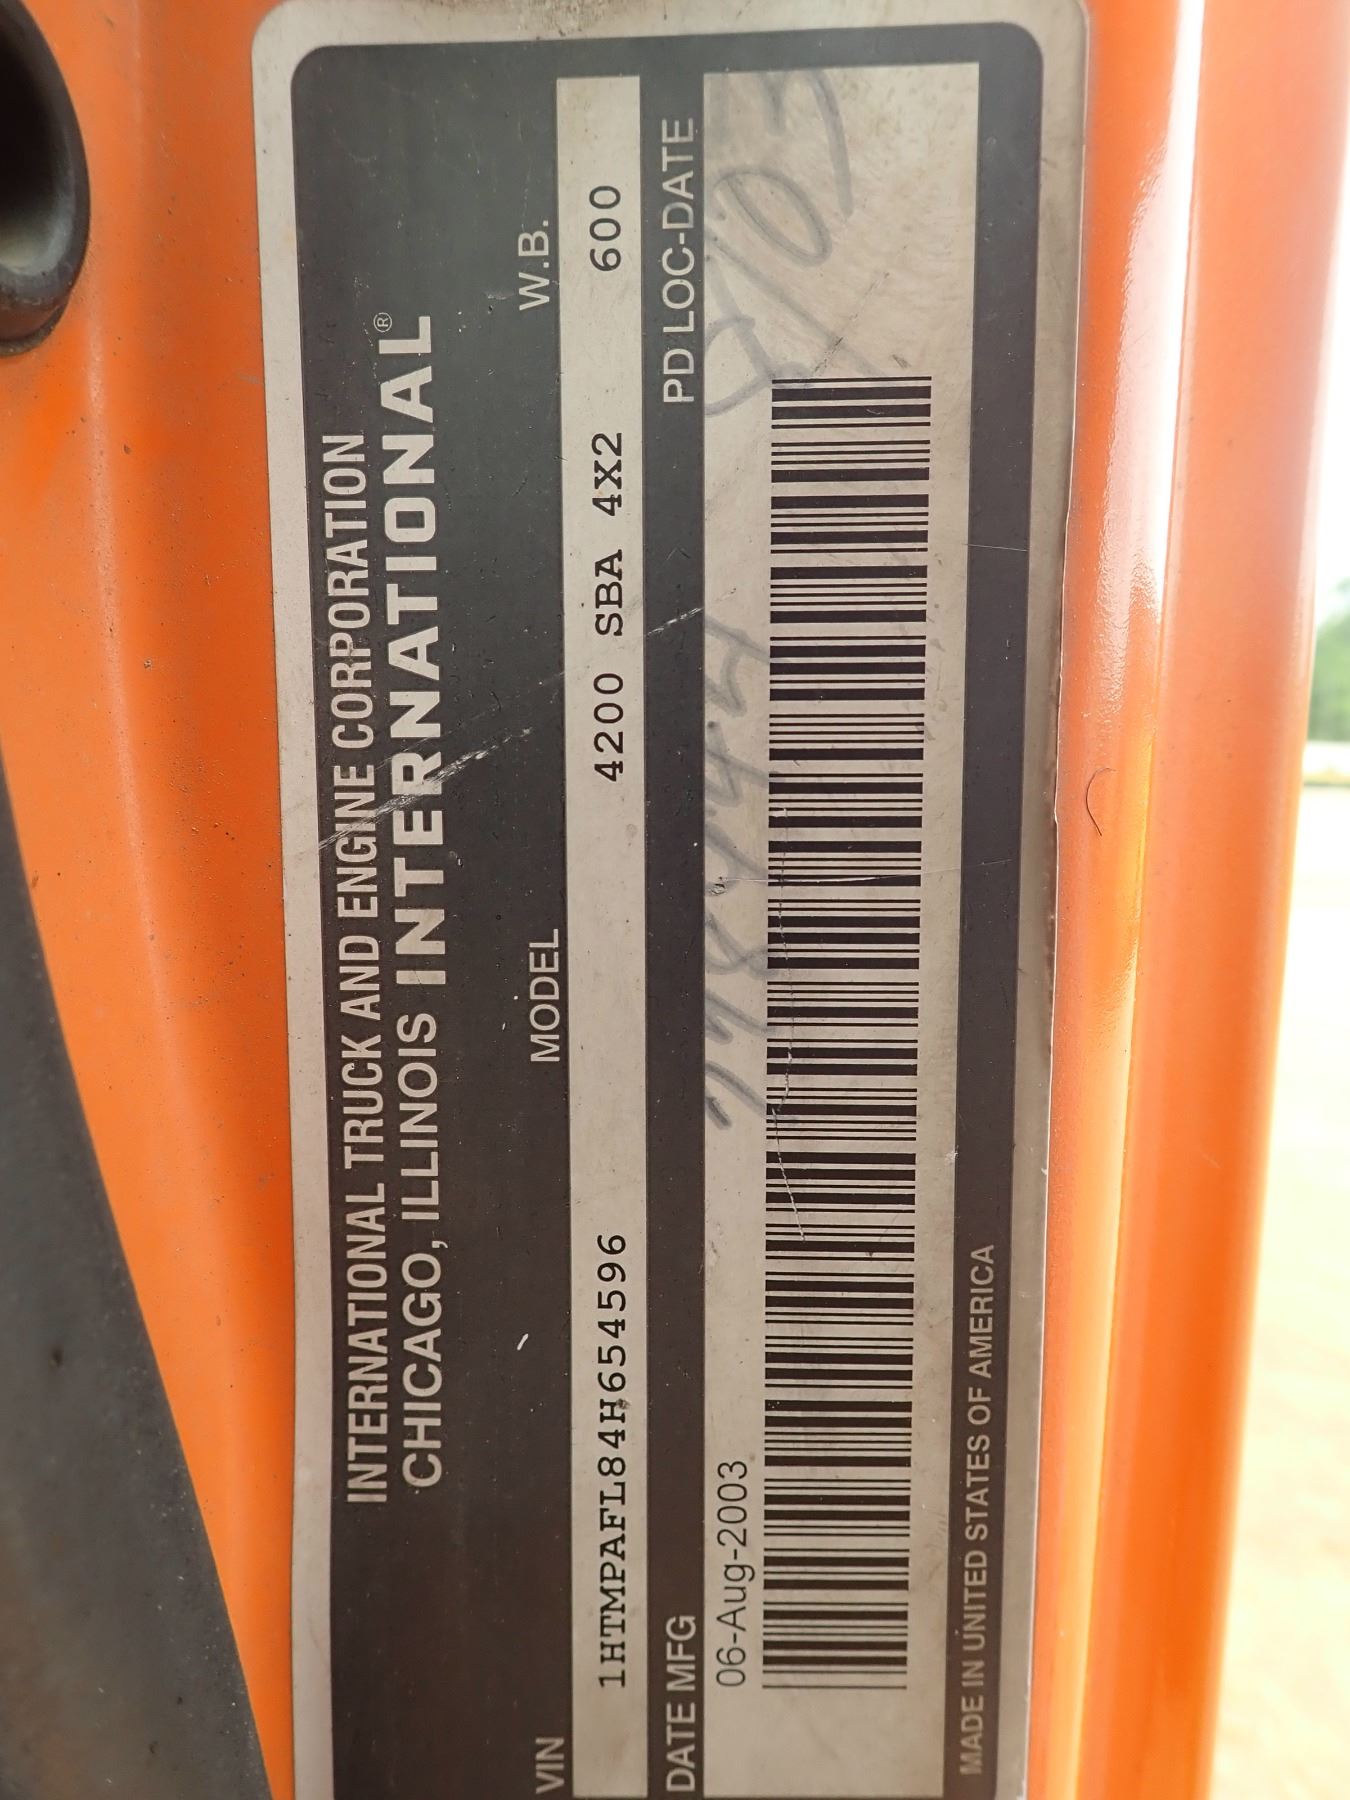 INTERNATIONAL TRUCK AND ENGINE CORPORATION
CHICAGO, ILLINOIS INTERNATIONAL®
VIN MODEL W.B.
1HTMPAFL84H654596 4200 SBA 4X2 600
DATE MFG PD LOC-DATE
06-Aug-2003
MADE IN UNITED STATES OF AMERICA